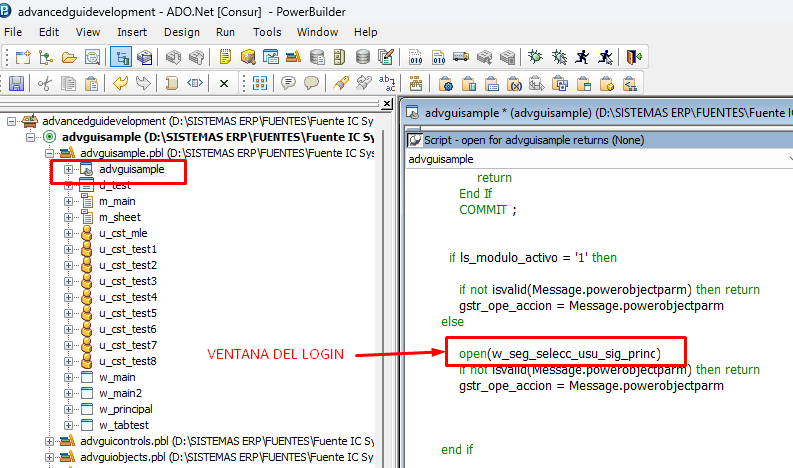 advancedguidevelopment - ADO.Net [Consur] - PowerBuilder
File Edit View Insert Design Run Tools Window Help
advancedguidevelopment (D:\SISTEMAS ERP\FUENTES\Fuente IC Sys
advguisample (D:\SISTEMAS ERP\FUENTES\Fuente IC Sy
advguisample.pbl (D:\SISTEMAS ERP\FUENTES\Fuente IC Sys
advguisample
d_test
m_main
m_sheet
u_cst_mle
u_cst_test1
u_cst_test2
u_cst_test3
u_cst_test4
u_cst_test5
u_cst_test6
u_cst_test7
u_cst_test8
w_main
w_main2
w_principal
w_tabtest
advguicontrols.pbl (D:\SISTEMAS ERP\FUENTES\Fuente IC Sy
advguiobjects.pbl (D:\SISTEMAS ERP\FUENTES\Fuente IC Sys
VENTANA DEL LOGIN
advguisample * (advguisample) (D:\SISTEMAS ERP\FUENTES\F
Script - open for advguisample returns (None)
advguisample
return
End If
COMMIT ;
if ls_modulo_activo = '1' then
if not isvalid(Message.powerobjectparm) then return
gstr_ope_accion = Message.powerobjectparm
else
open(w_seg_selecc_usu_sig_princ)
if not isvalid(Message.powerobjectparm) then return
gstr_ope_accion = Message.powerobjectparm
end if